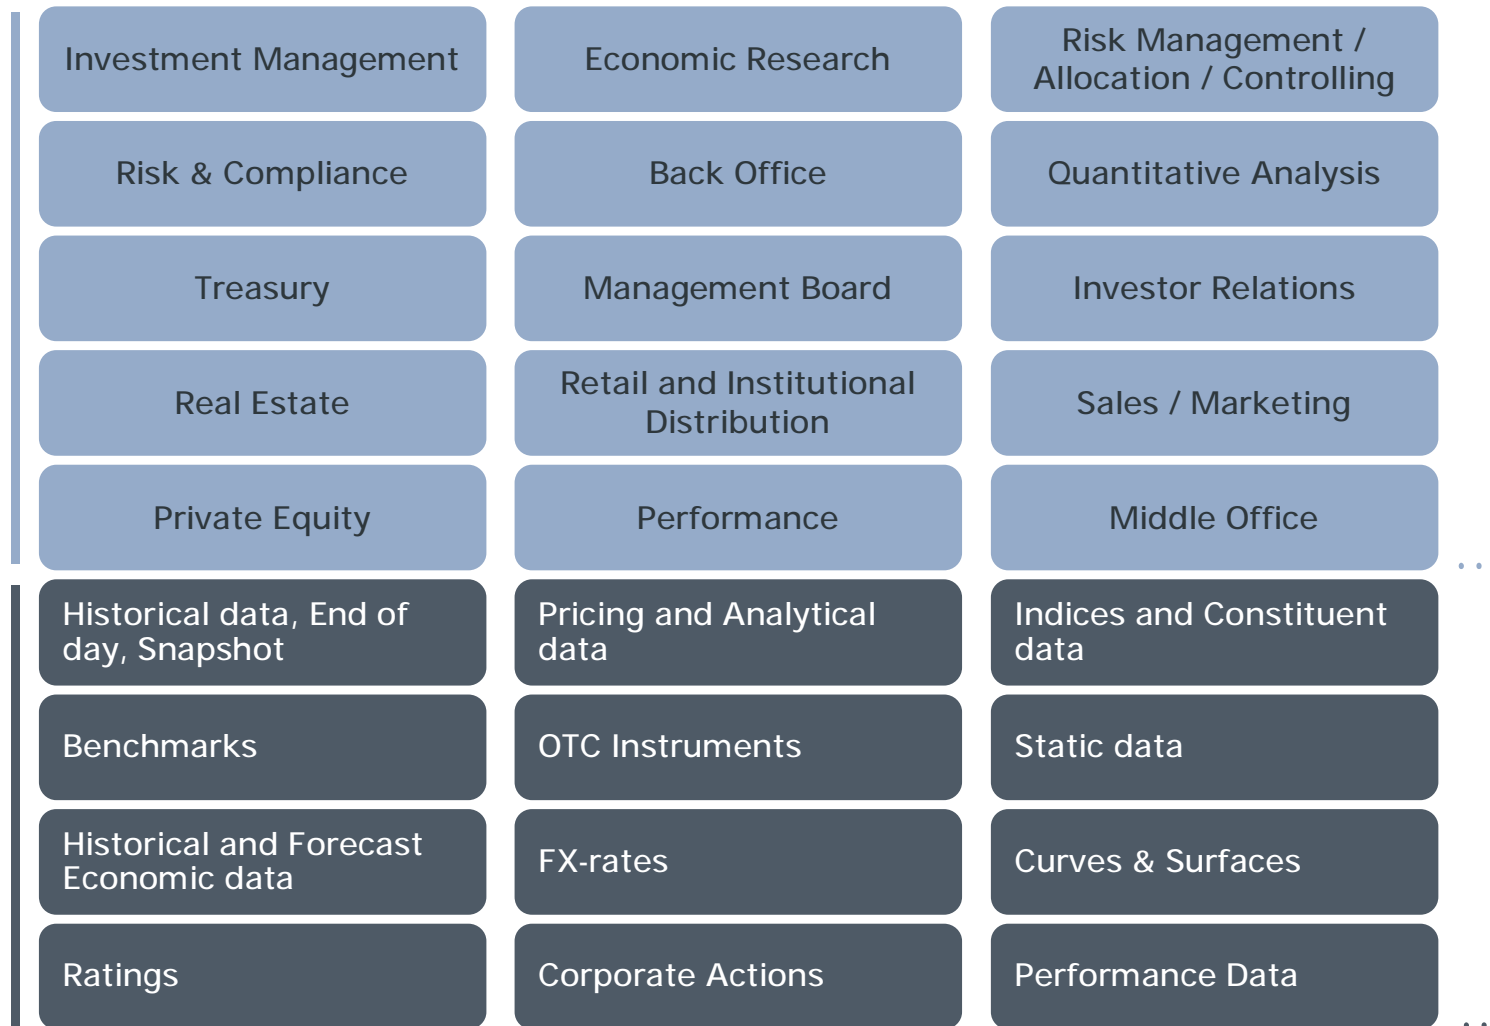 Investment Management
Economic Research
Risk Management /
Allocation / Controlling
Risk & Compliance
Back Office
Quantitative Analysis
Treasury
Management Board
Investor Relations
Real Estate
Retail and Institutional
Distribution
Sales / Marketing
Private Equity
Performance
Middle Office
Historical data, End of
day, Snapshot
Pricing and Analytical
data
Indices and Constituent
data
Benchmarks
OTC Instruments
Static data
Historical and Forecast
Economic data
FX-rates
Curves & Surfaces
Ratings
Corporate Actions
Performance Data